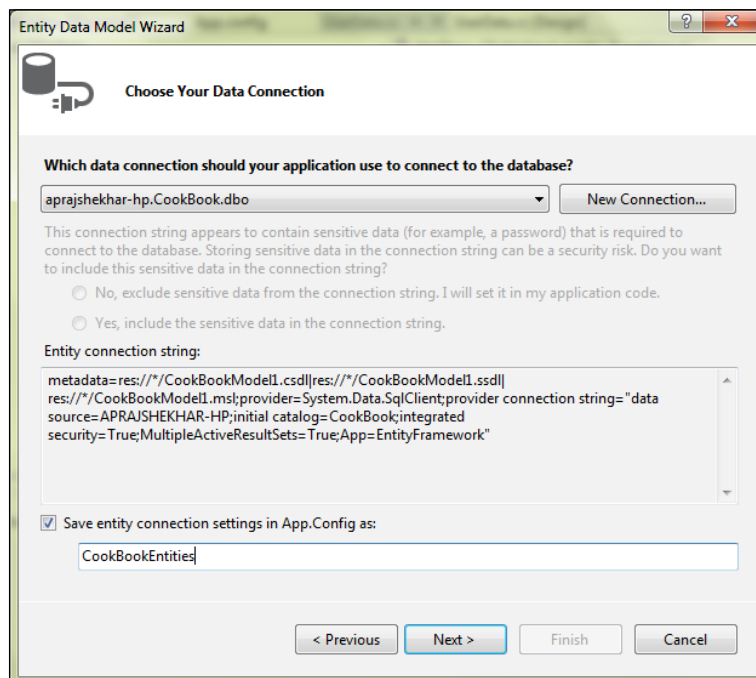 Entity Data Model Wizard
Choose Your Data Connection
Which data connection should your application use to connect to the database?
aprajshekhar-hp.CookBook.dbo
New Connection...
This connection string appears to contain sensitive data (for example, a password) that is required to
connect to the database. Storing sensitive data in the connection string can be a security risk. Do you want
to include this sensitive data in the connection string?
No, exclude sensitive data from the connection string. I will set it in my application code.
Yes, include the sensitive data in the connection string.
Entity connection string:
metadata=res://*/CookBookModel1.csdl|res://*/CookBookModel1.ssdl|
res://*/CookBookModel1.msl;provider=System.Data.SqlClient;provider connection string="data
source=APRAJSHEKHAR-HP;initial catalog=CookBook;integrated
security=True;MultipleActiveResultSets=True;App=EntityFramework"
Save entity connection settings in App.Config as:
CookBookEntities
< Previous
Next >
Finish
Cancel